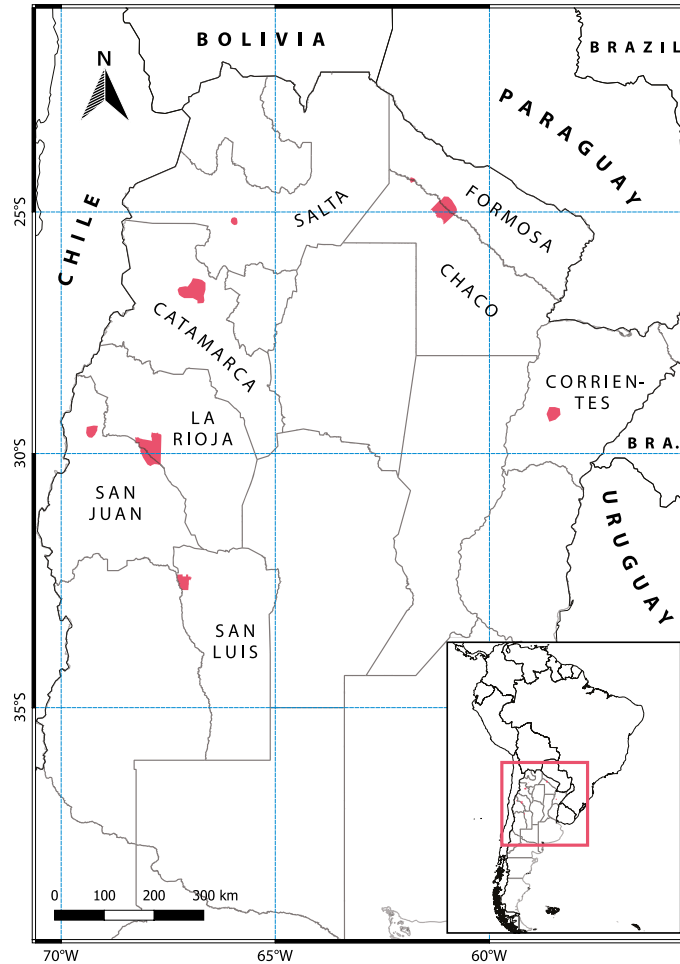 BOLIVIA
BRAZIL
N
PARAGUAY
CHILE
25°S
SALTA
FORMOSA
CHACO
CATAMARCA
CORRIEN-
TES
LA
RIOJA
BRA.
30°S
SAN
JUAN
URUGUAY
SAN
LUIS
35°S
0 100 200 300 km
70°W 65°W 60°W